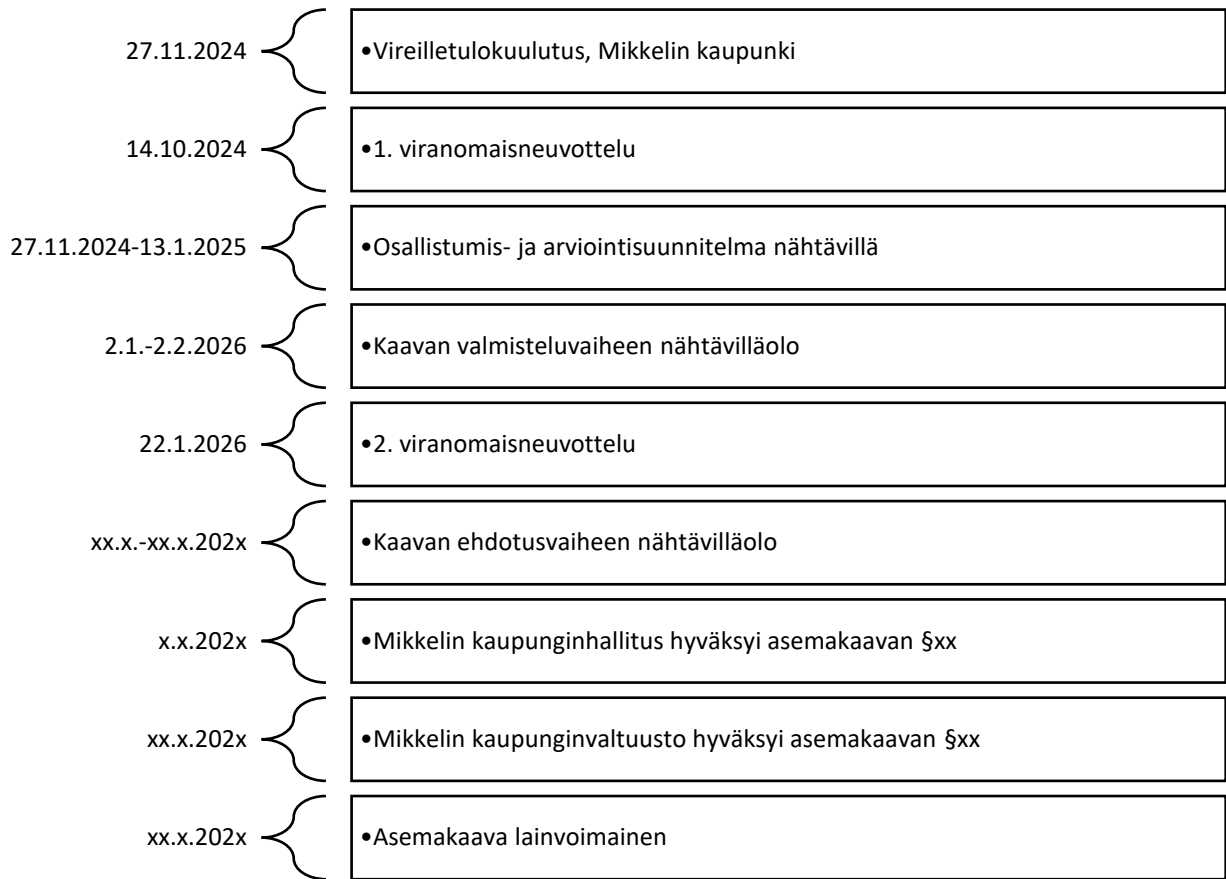 27.11.2024 •Vireilletulokuulutus, Mikkelin kaupunki
14.10.2024 •1. viranomaisneuvottelu
27.11.2024-13.1.2025 •Osallistumis- ja arviointisuunnitelma nähtävillä
2.1.-2.2.2026 •Kaavan valmisteluvaiheen nähtävilläolo
22.1.2026 •2. viranomaisneuvottelu
xx.x.-xx.x.202x •Kaavan ehdotusvaiheen nähtävilläolo
x.x.202x •Mikkelin kaupunginhallitus hyväksyi asemakaavan §xx
xx.x.202x •Mikkelin kaupunginvaltuusto hyväksyi asemakaavan §xx
xx.x.202x •Asemakaava lainvoimainen